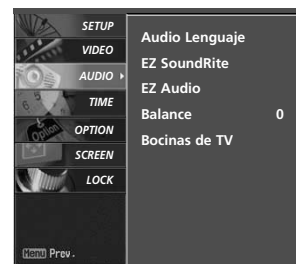 SETUP
VIDEO
AUDIO
TIME
OPTION
SCREEN
LOCK
Menu Prev.
Audio Lenguaje
EZ SoundRite
EZ Audio
Balance 0
Bocinas de TV
Option